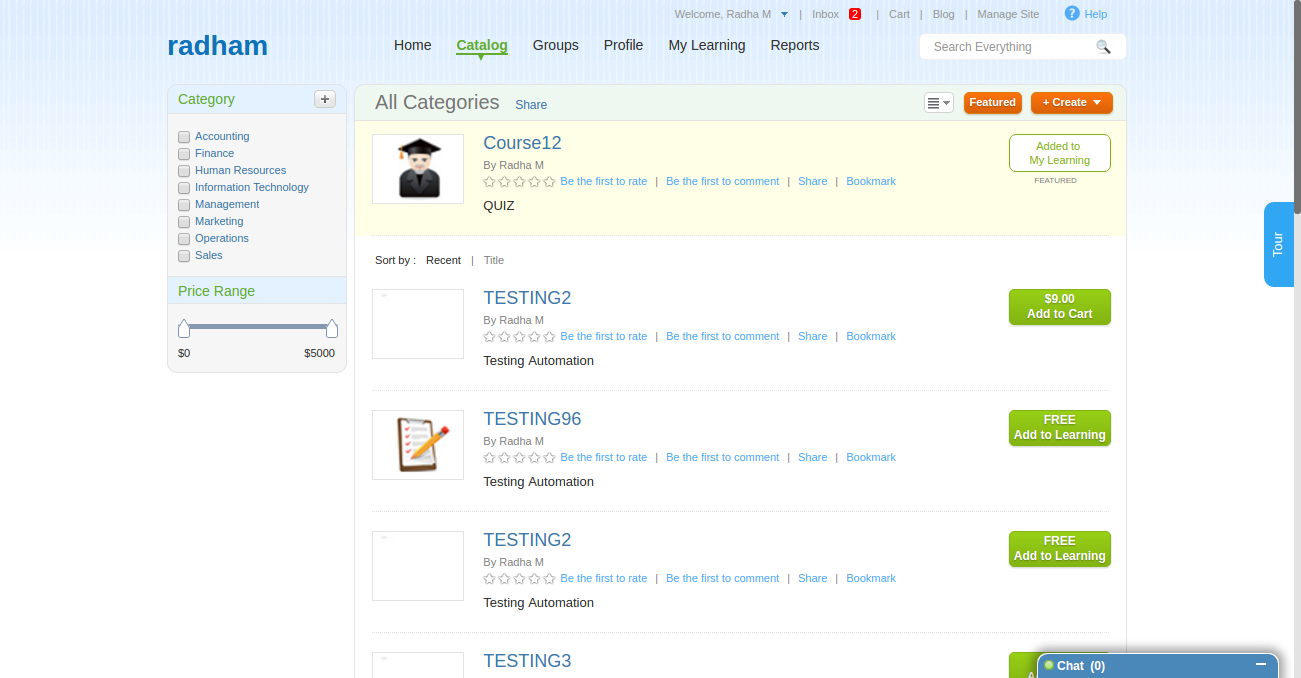 Welcome, Radha M | Inbox 2 | Cart | Blog | Manage Site ? Help
radham
Home Catalog Groups Profile My Learning Reports
Search Everything
Category +
Accounting
Finance
Human Resources
Information Technology
Management
Marketing
Operations
Sales
Price Range
$0 $5000
All Categories Share Featured + Create
Course12
By Radha M
Be the first to rate | Be the first to comment | Share | Bookmark
QUIZ
Added to
My Learning
FEATURED
Tour
Sort by : Recent | Title
TESTING2
By Radha M
Be the first to rate | Be the first to comment | Share | Bookmark
Testing Automation
$9.00
Add to Cart
TESTING96
By Radha M
Be the first to rate | Be the first to comment | Share | Bookmark
Testing Automation
FREE
Add to Learning
TESTING2
By Radha M
Be the first to rate | Be the first to comment | Share | Bookmark
Testing Automation
FREE
Add to Learning
TESTING3
Chat (0)